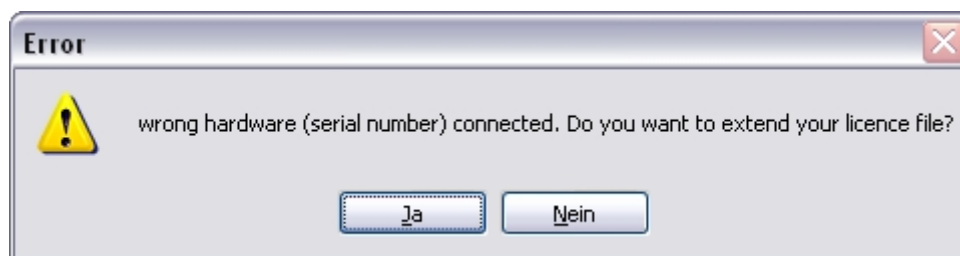 Error
wrong hardware (serial number) connected. Do you want to extend your licence file?
Ja
Nein